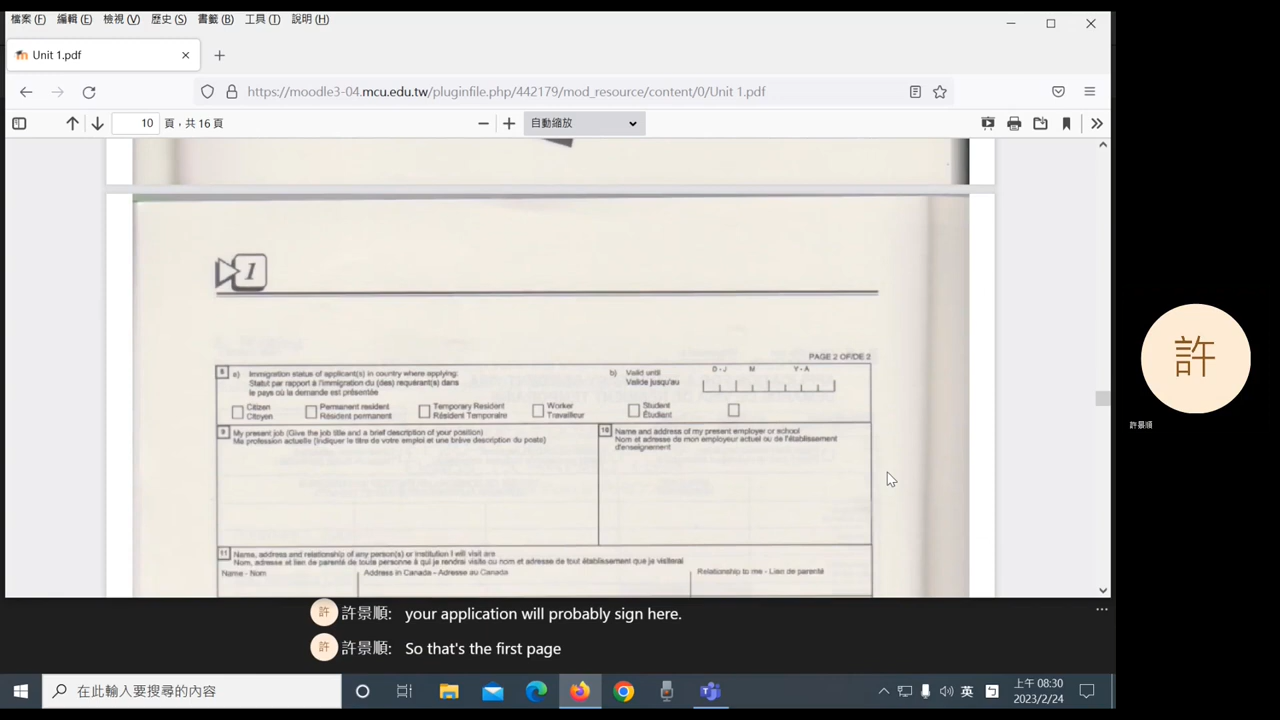 檔案 (F) 編輯 (E) 檢視 (V) 歷史 (S) 書籤 (B) 工具 (T) 說明 (H)
Unit 1.pdf
https://moodle3-04.mcu.edu.tw/pluginfile.php/442179/mod_resource/content/0/Unit 1.pdf
10 頁，共 16 頁
自動縮放
1
PAGE 2 OF/DE 2
8 a) Immigration status of applicant(s) in country where applying:
Statut par rapport à l'immigration du (des) requérant(s) dans
le pays où la demande est présentée
b) Valid until
Valide jusqu'au
D - J M Y - A
Citizen
Citoyen
Permanent resident
Résident permanent
Temporary Resident
Résident Temporaire
Worker
Travailleur
Student
Étudiant
9 My present job (Give the job title and a brief description of your position)
Ma profession actuelle (Indiquer le titre de votre emploi et une brève description du poste)
10 Name and address of my present employer or school
Nom et adresse de mon employeur actuel ou de l'établissement
d'enseignement
11 Name, address and relationship of any person(s) or institution I will visit are
Nom, adresse et lien de parenté de toute personne à qui je rendrai visite ou nom et adresse de tout établissement que je visiterai
Name - Nom
Address in Canada - Adresse au Canada
Relationship to me - Lien de parenté
許
許景順
許 許景順: your application will probably sign here.
許 許景順: So that's the first page
在此輸入要搜尋的內容
英
上午 08:30
2023/2/24